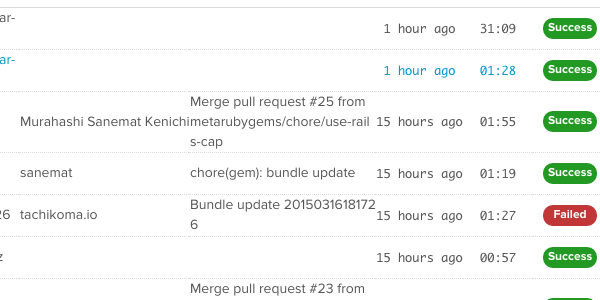 ar-
1 hour ago 31:09 Success
ar-
1 hour ago 01:28 Success
Merge pull request #25 from
Murahashi Sanemat Kenichi metarubygems/chore/use-rail 15 hours ago 01:55 Success
s-cap
sanemat chore(gem): bundle update 15 hours ago 01:19 Success
Bundle update 2015031618172
26 tachikoma.io 15 hours ago 01:27 Failed
6
z 15 hours ago 00:57 Success
Merge pull request #23 from